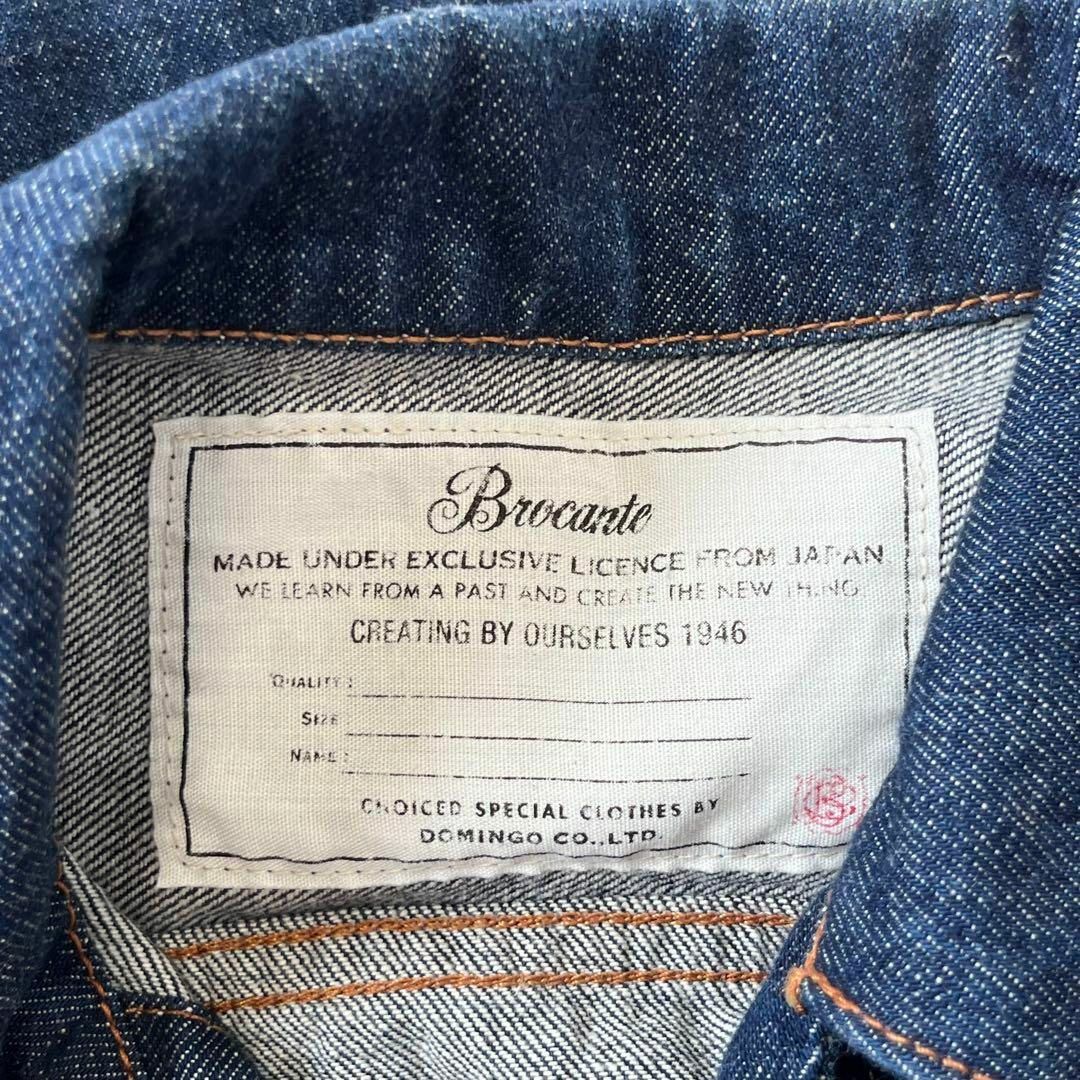 Brocante
MADE UNDER EXCLUSIVE LICENCE FROM JAPAN
WE LEARN FROM A PAST AND CREATE THE NEW THING
CREATING BY OURSELVES 1946
QUALITY :
SIZE
NAME :
CHOICED SPECIAL CLOTHES BY
DOMINGO CO.,LTD.